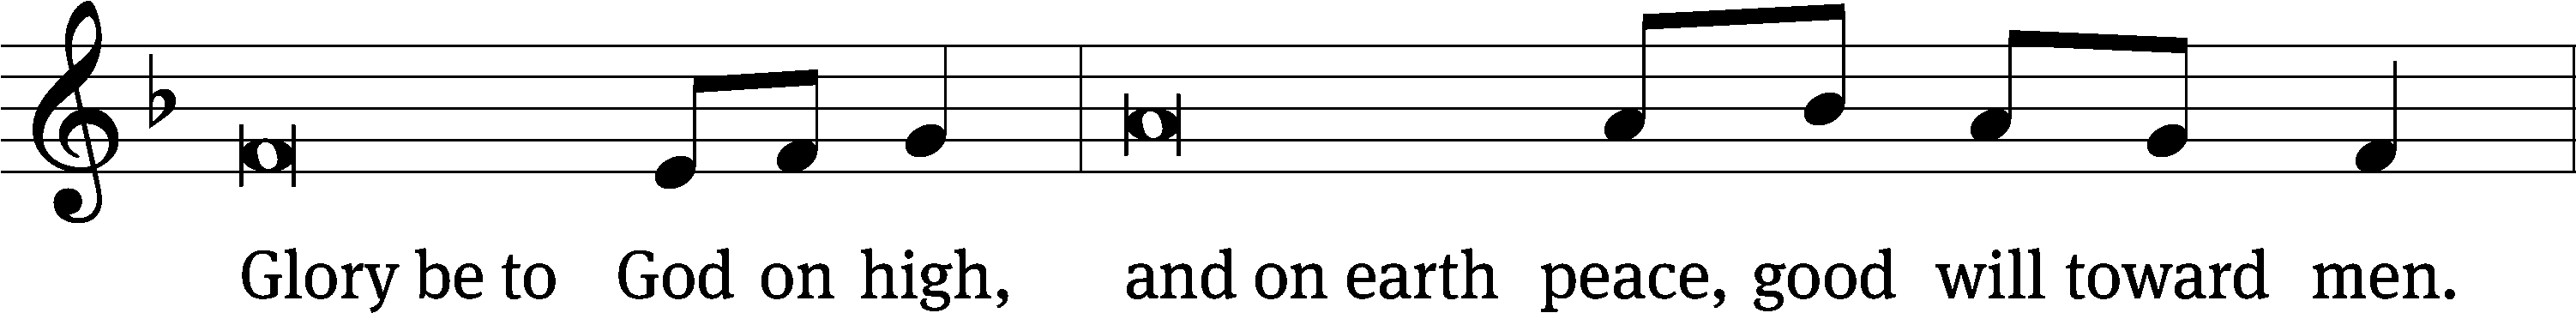 Glory be to God on high, and on earth peace, good will toward men.